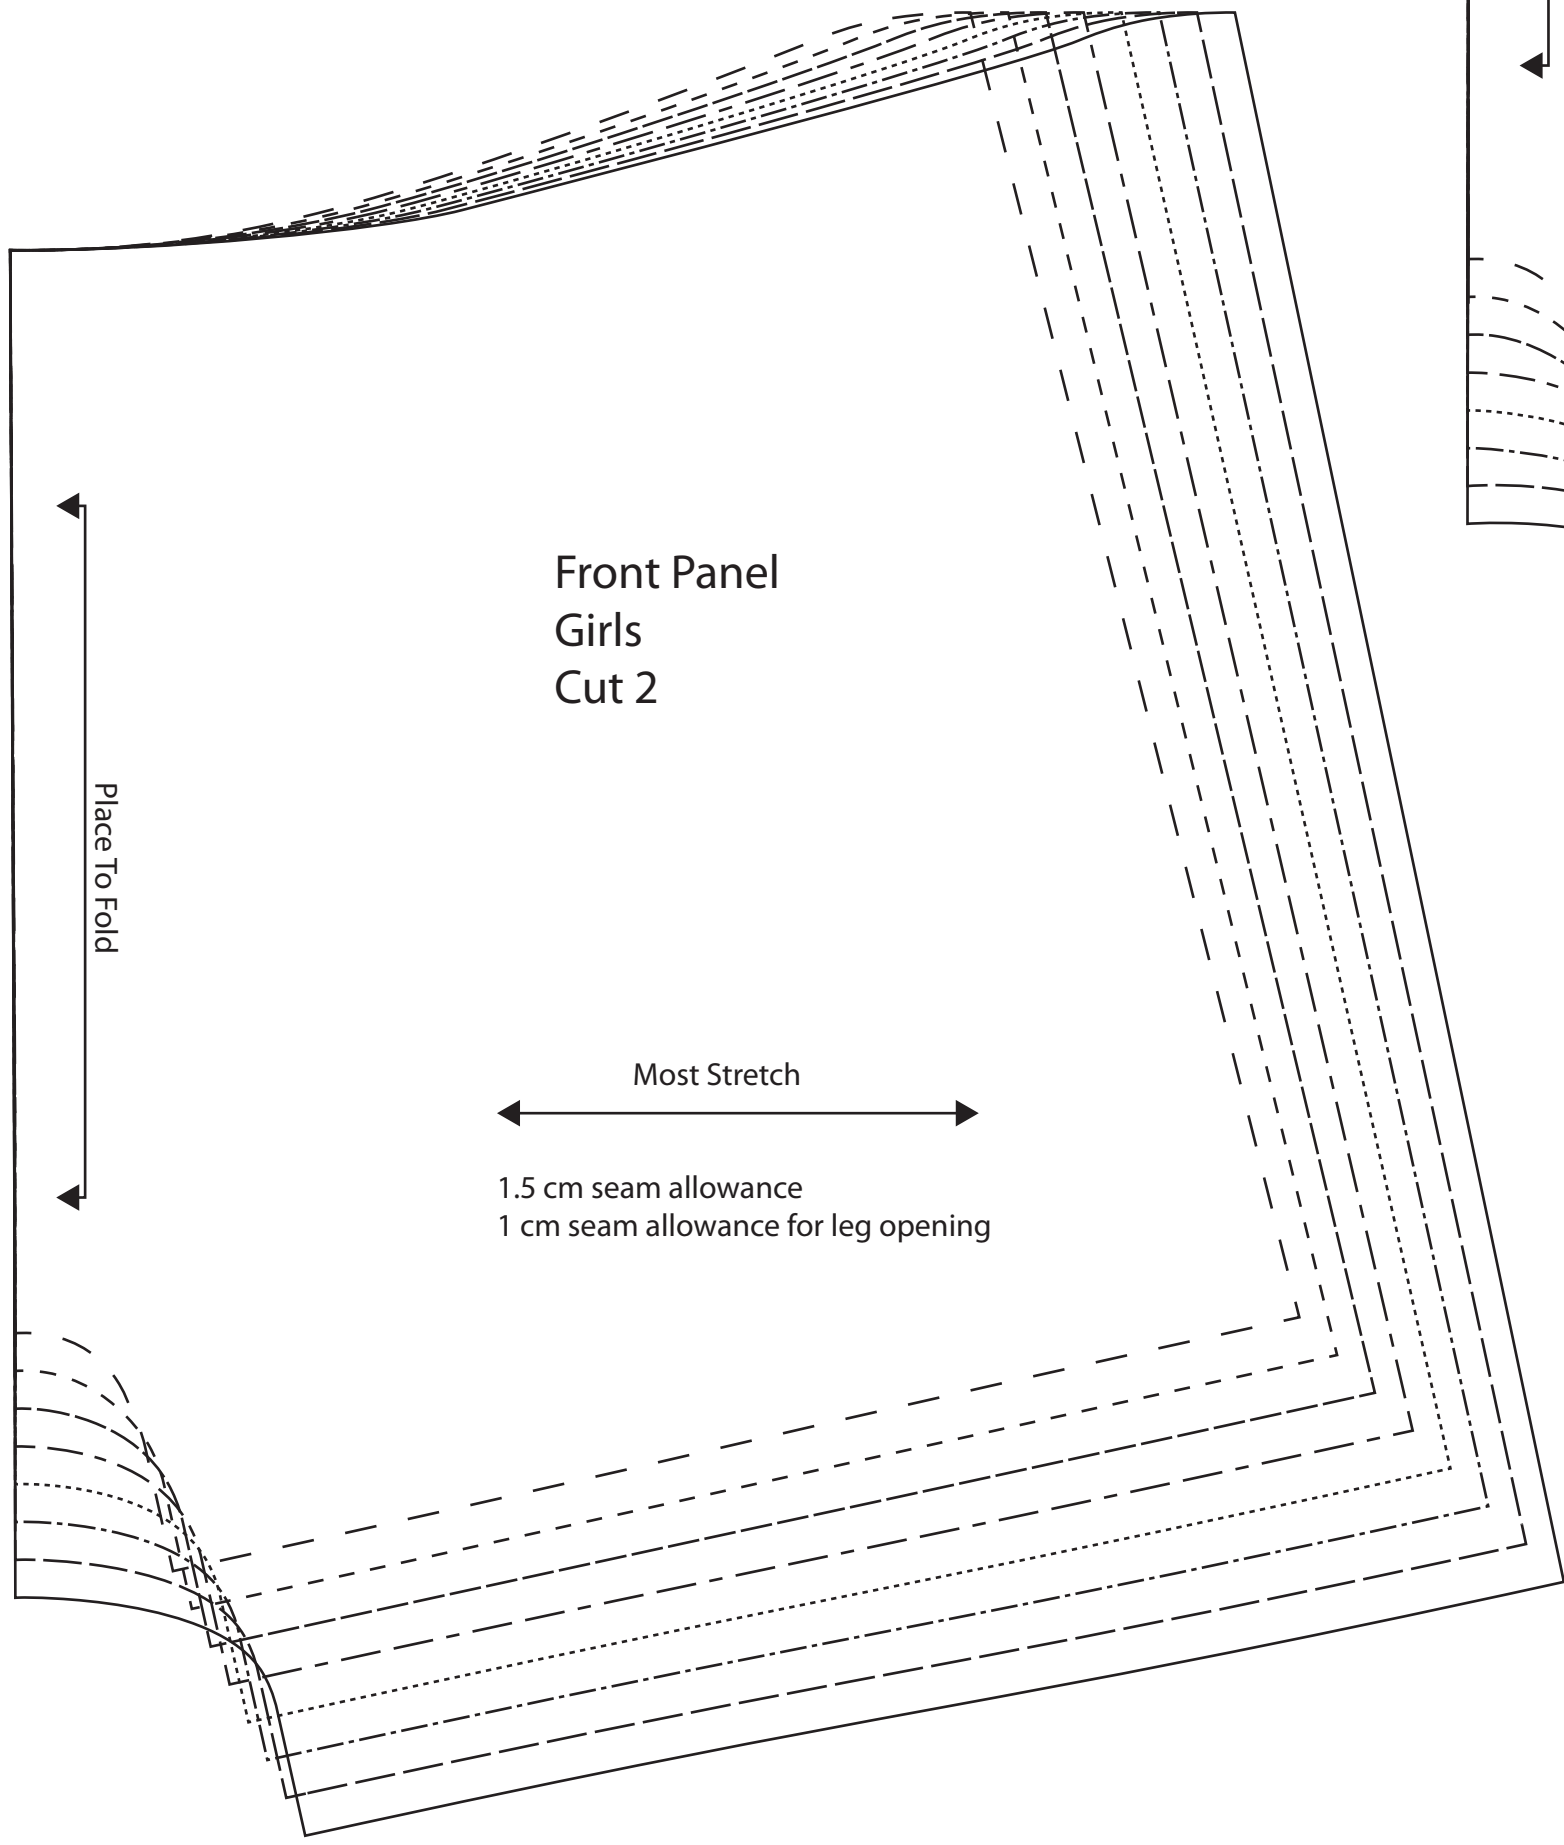 Front Panel
Girls
Cut 2
Place To Fold
Most Stretch
1.5 cm seam allowance
1 cm seam allowance for leg opening